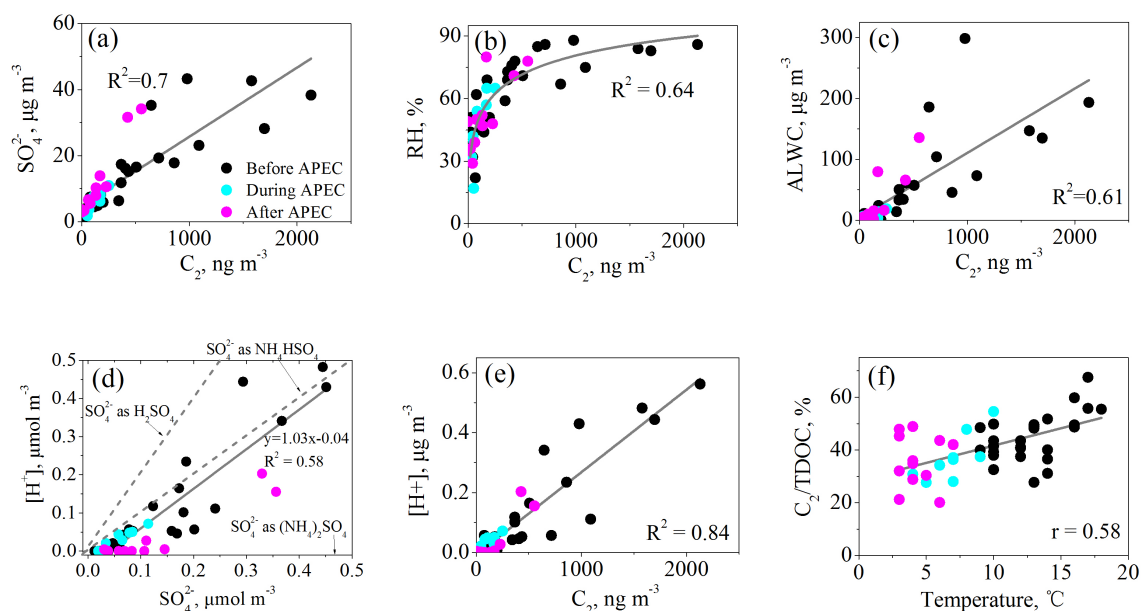 (a)
R²=0.7
SO₄²⁻, µg m⁻³
60
40
20
0
Before APEC
During APEC
After APEC
0 1000 2000
C₂, ng m⁻³
(b)
R² = 0.64
RH, %
90
60
30
0
0 1000 2000
C₂, ng m⁻³
(c)
R²=0.61
ALWC, µg m⁻³
300
200
100
0
0 1000 2000
C₂, ng m⁻³
(d)
SO₄²⁻ as NH₄HSO₄
SO₄²⁻ as H₂SO₄
y=1.03x-0.04
R² = 0.58
SO₄²⁻ as (NH₄)₂SO₄
[H⁺], µmol m⁻³
0.5
0.4
0.3
0.2
0.1
0.0
0.0 0.1 0.2 0.3 0.4 0.5
SO₄²⁻, µmol m⁻³
(e)
R² = 0.84
[H+], µg m⁻³
0.6
0.4
0.2
0.0
0 1000 2000
C₂, ng m⁻³
(f)
r = 0.58
C₂/TDOC, %
80
60
40
20
0
0 5 10 15 20
Temperature, ℃